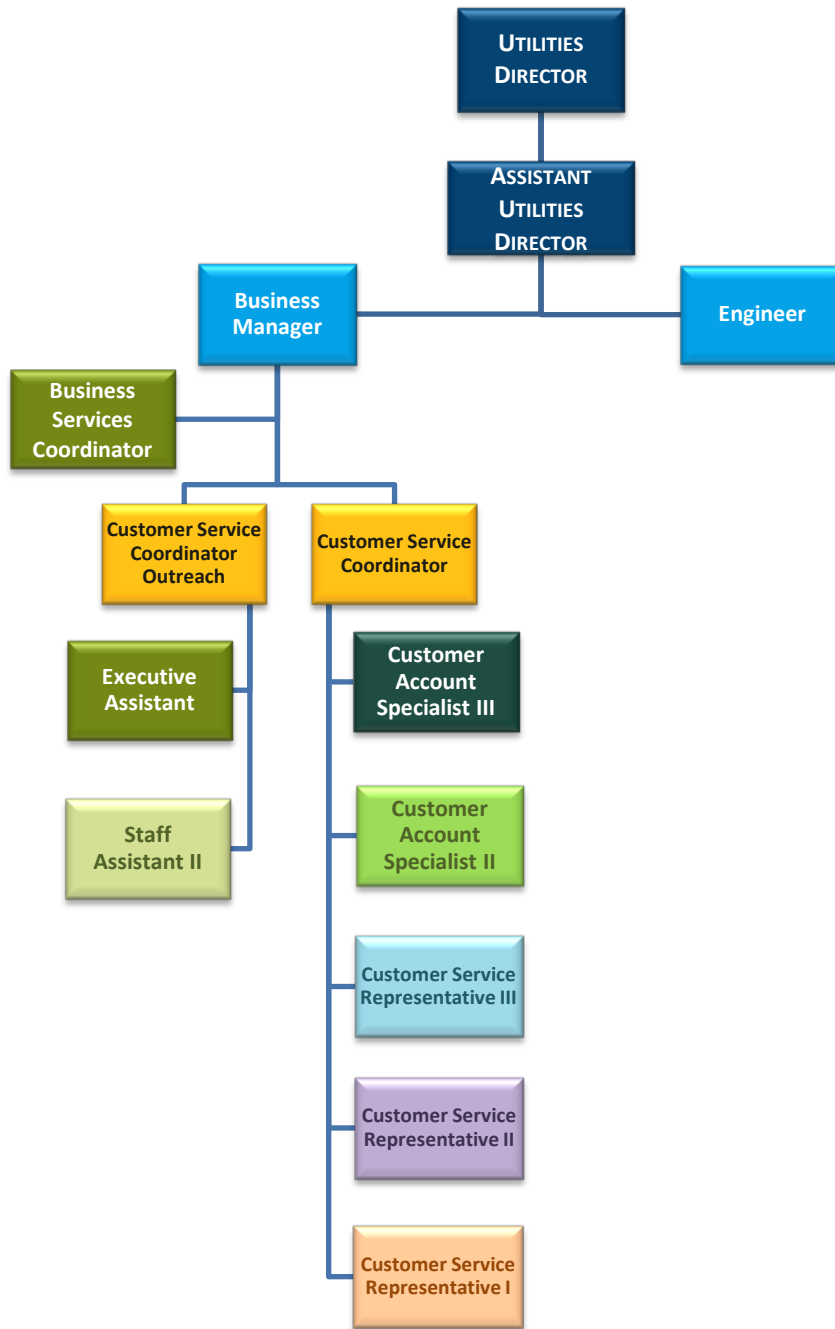 UTILITIES
DIRECTOR
ASSISTANT
UTILITIES
DIRECTOR
Business
Manager
Engineer
Business
Services
Coordinator
Customer Service
Coordinator
Outreach
Customer Service
Coordinator
Executive
Assistant
Customer
Account
Specialist III
Staff
Assistant II
Customer
Account
Specialist II
Customer Service
Representative III
Customer Service
Representative II
Customer Service
Representative I